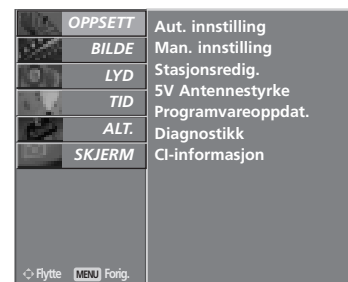 OPPSETT
BILDE
LYD
TID
ALT.
SKJERM
Aut. innstilling
Man. innstilling
Stasjonsredig.
5V Antennestyrke
Programvareoppdat.
Diagnostikk
CI-informasjon
Flytte MENU Forig.